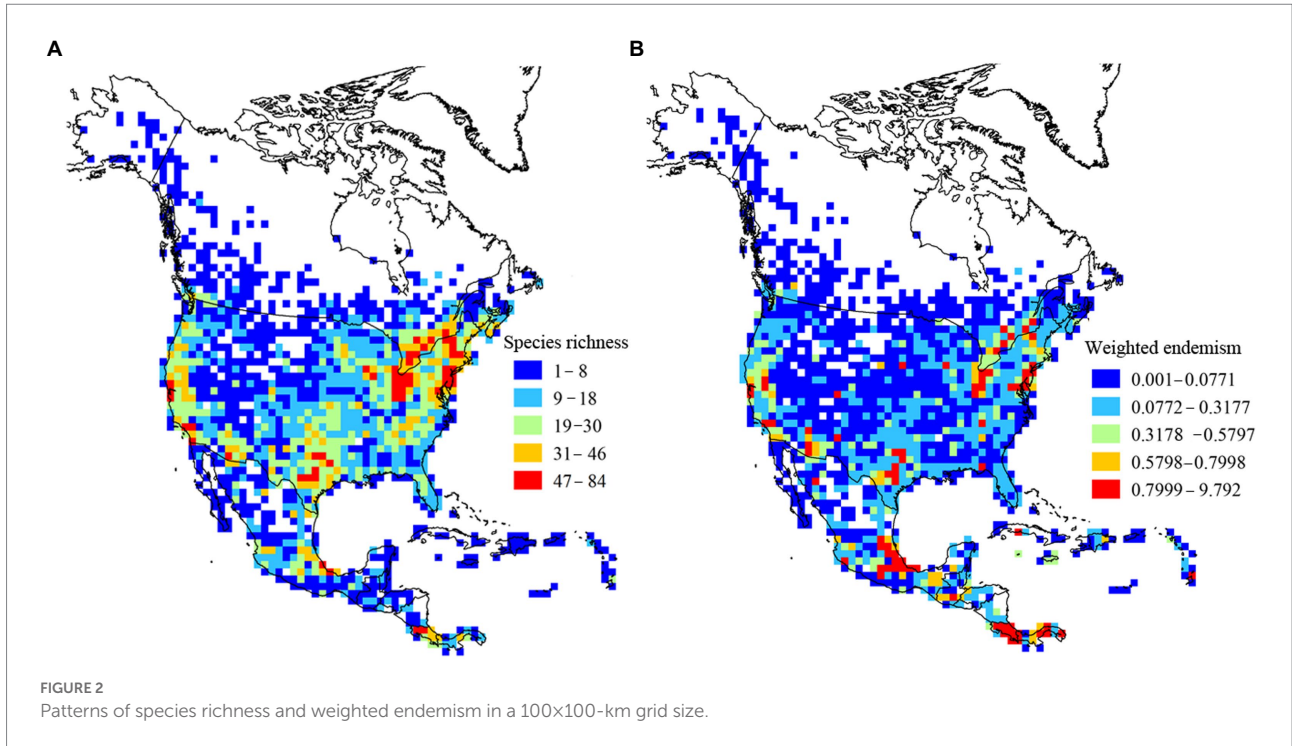 A
B
Species richness
1–8
9–18
19–30
31–46
47–84
Weighted endemism
0.001–0.0771
0.0772–0.3177
0.3178 –0.5797
0.5798–0.7998
0.7999–9.792
FIGURE 2
Patterns of species richness and weighted endemism in a 100×100-km grid size.